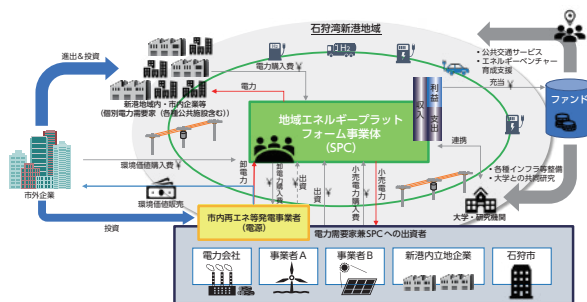 石狩湾新港地域
進出&投資
電力購入費
¥
電力
新港地域内・市内企業等
(個別電力需要家(各種公共施設含む))
地域エネルギープラット
フォーム事業体
(SPC)
収入
利益
支出
・公共交通サービス
・エネルギーベンチャー
育成支援
充当
¥
ファンド
連携
・各種インフラ等整備
・大学との共同研究
大学・研究機関
市外企業
環境価値購入費
¥
環境価値販売
投資
卸電力
卸電力購入費
¥
出資
¥
出資
¥
小売電力購入費
¥
小売電力
市内再エネ等発電事業者
(電源)
電力需要家兼SPCへの出資者
電力会社
事業者A
事業者B
新港内立地企業
石狩市
H₂